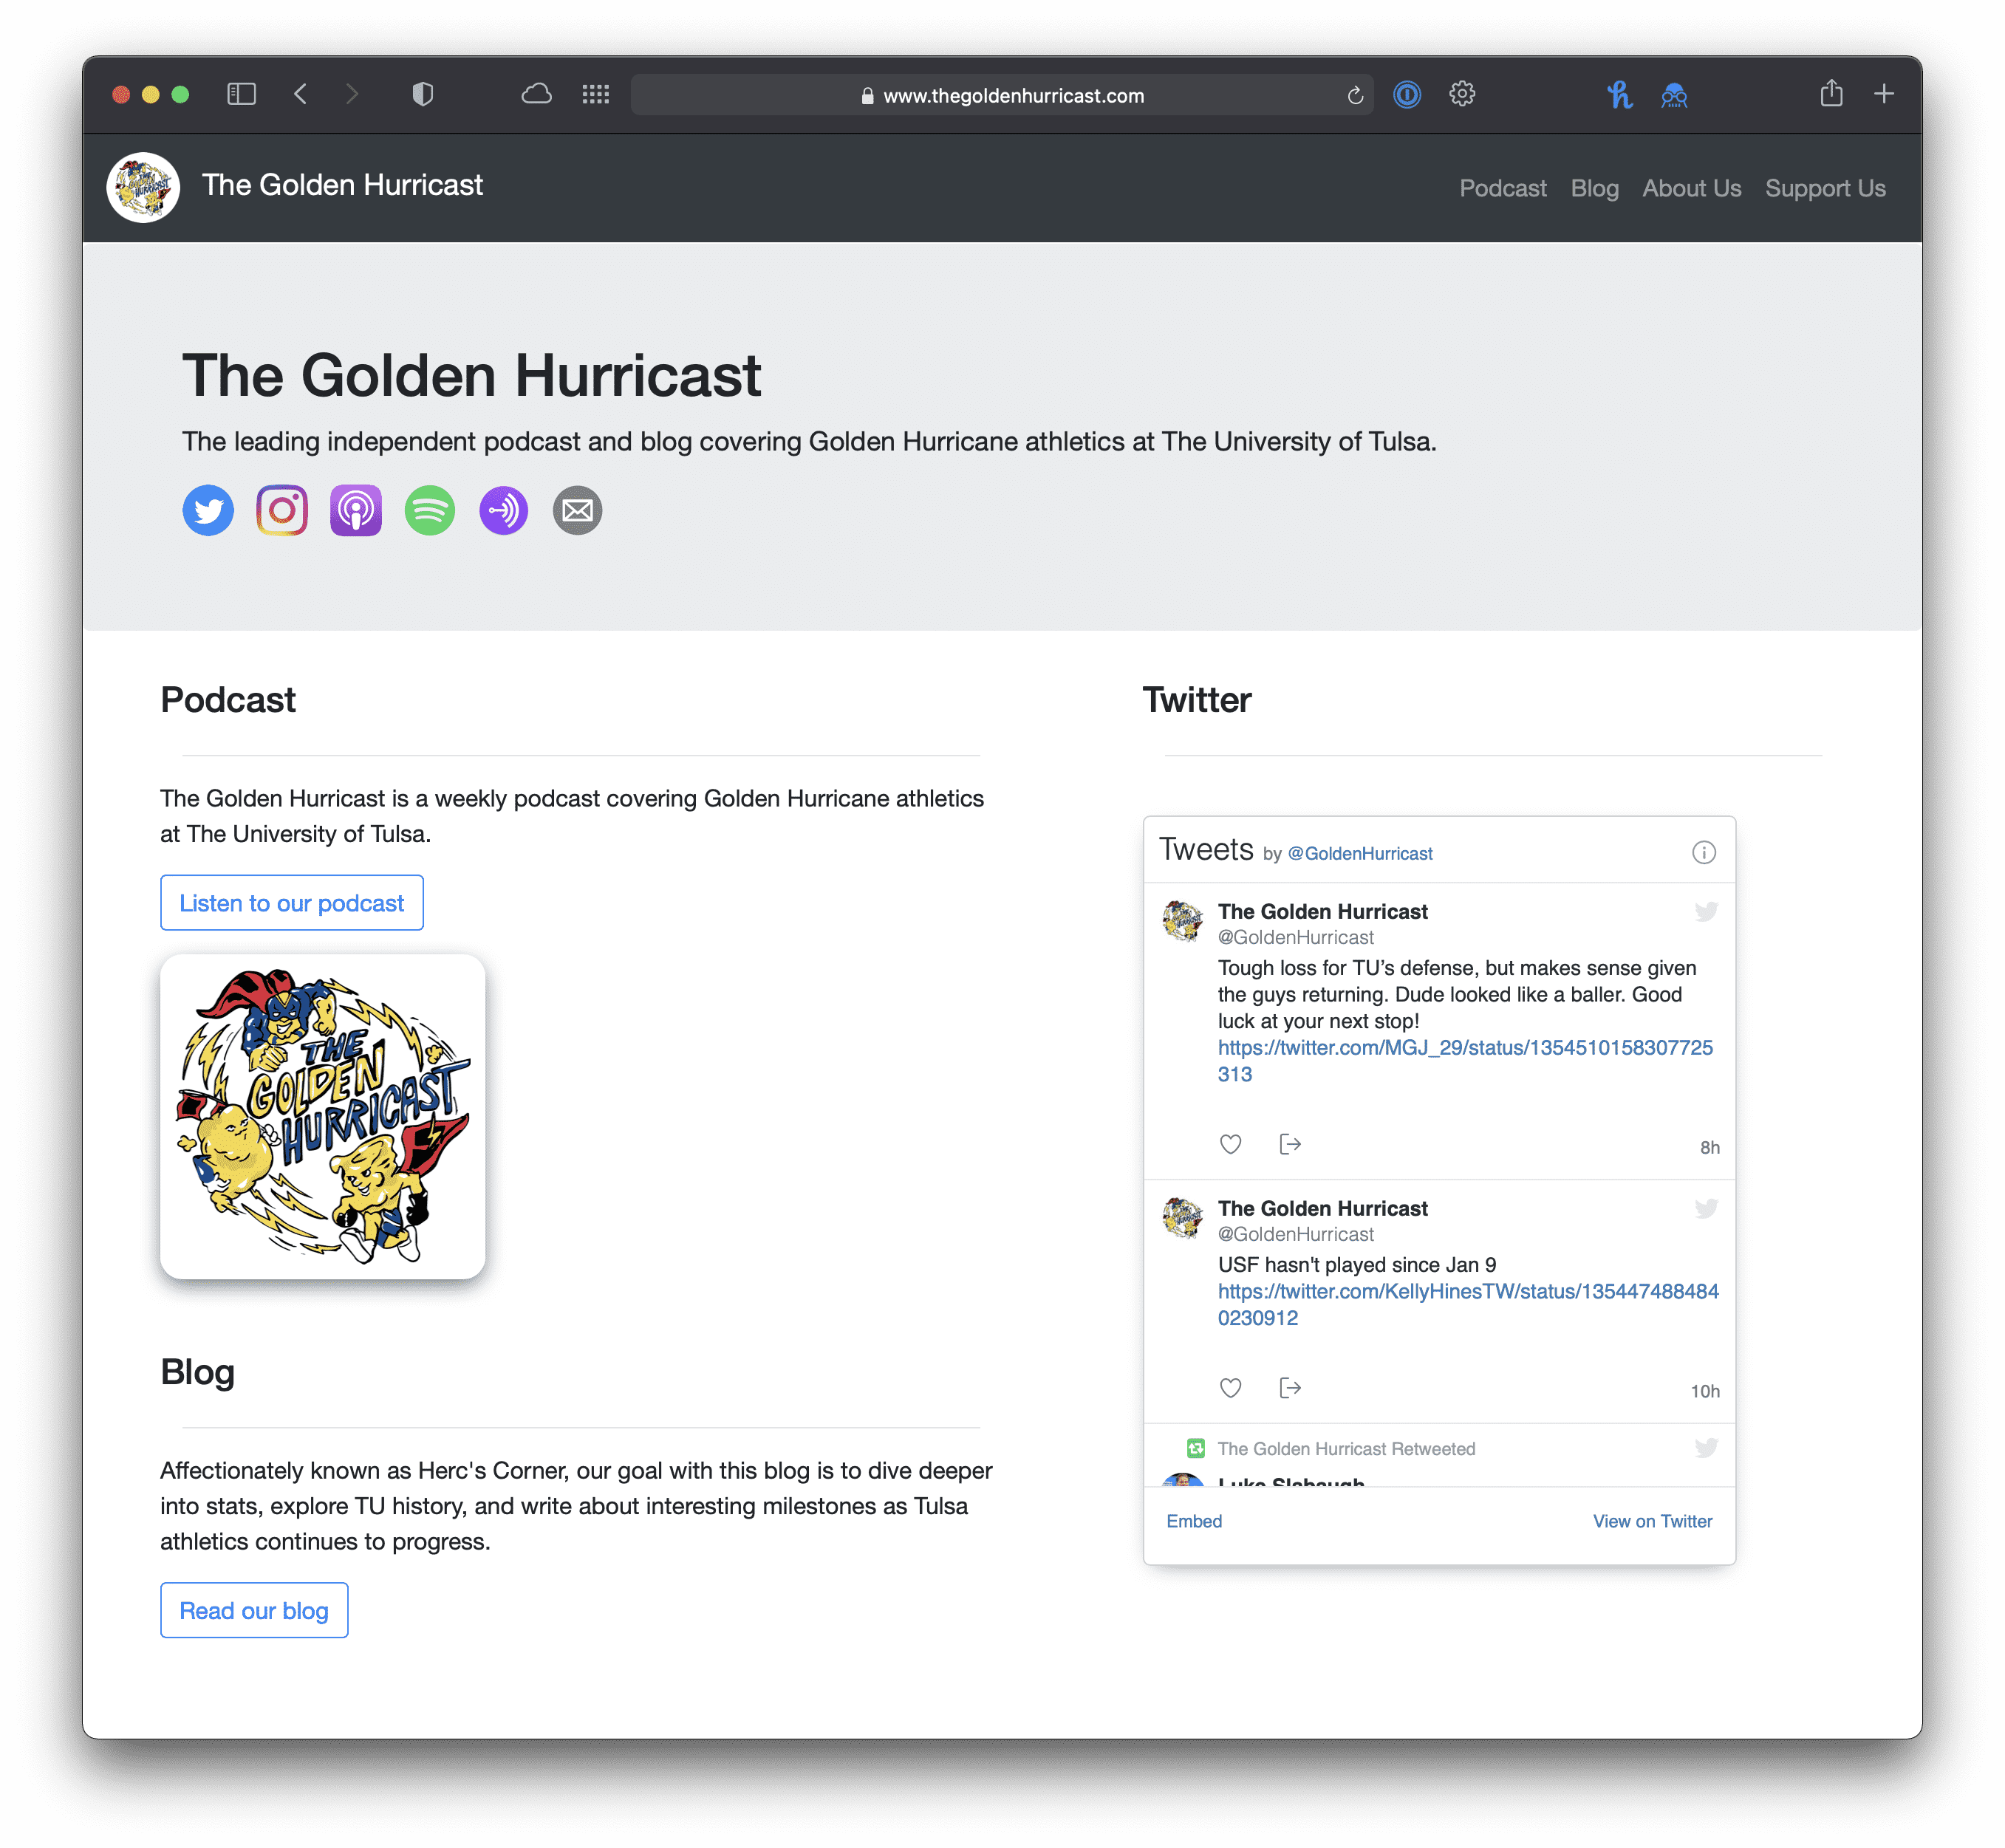 www.thegoldenhurricast.com
The Golden Hurricast
Podcast Blog About Us Support Us
The Golden Hurricast
The leading independent podcast and blog covering Golden Hurricane athletics at The University of Tulsa.
Podcast
The Golden Hurricast is a weekly podcast covering Golden Hurricane athletics
at The University of Tulsa.
Listen to our podcast
THE
GOLDEN
HURRICAST
Blog
Affectionately known as Herc's Corner, our goal with this blog is to dive deeper
into stats, explore TU history, and write about interesting milestones as Tulsa
athletics continues to progress.
Read our blog
Twitter
Tweets by @GoldenHurricast
The Golden Hurricast
@GoldenHurricast
Tough loss for TU’s defense, but makes sense given
the guys returning. Dude looked like a baller. Good
luck at your next stop!
https://twitter.com/MGJ_29/status/1354510158307725
313
8h
The Golden Hurricast
@GoldenHurricast
USF hasn't played since Jan 9
https://twitter.com/KellyHinesTW/status/135447488484
0230912
10h
The Golden Hurricast Retweeted
Luke Slabaugh
Embed
View on Twitter